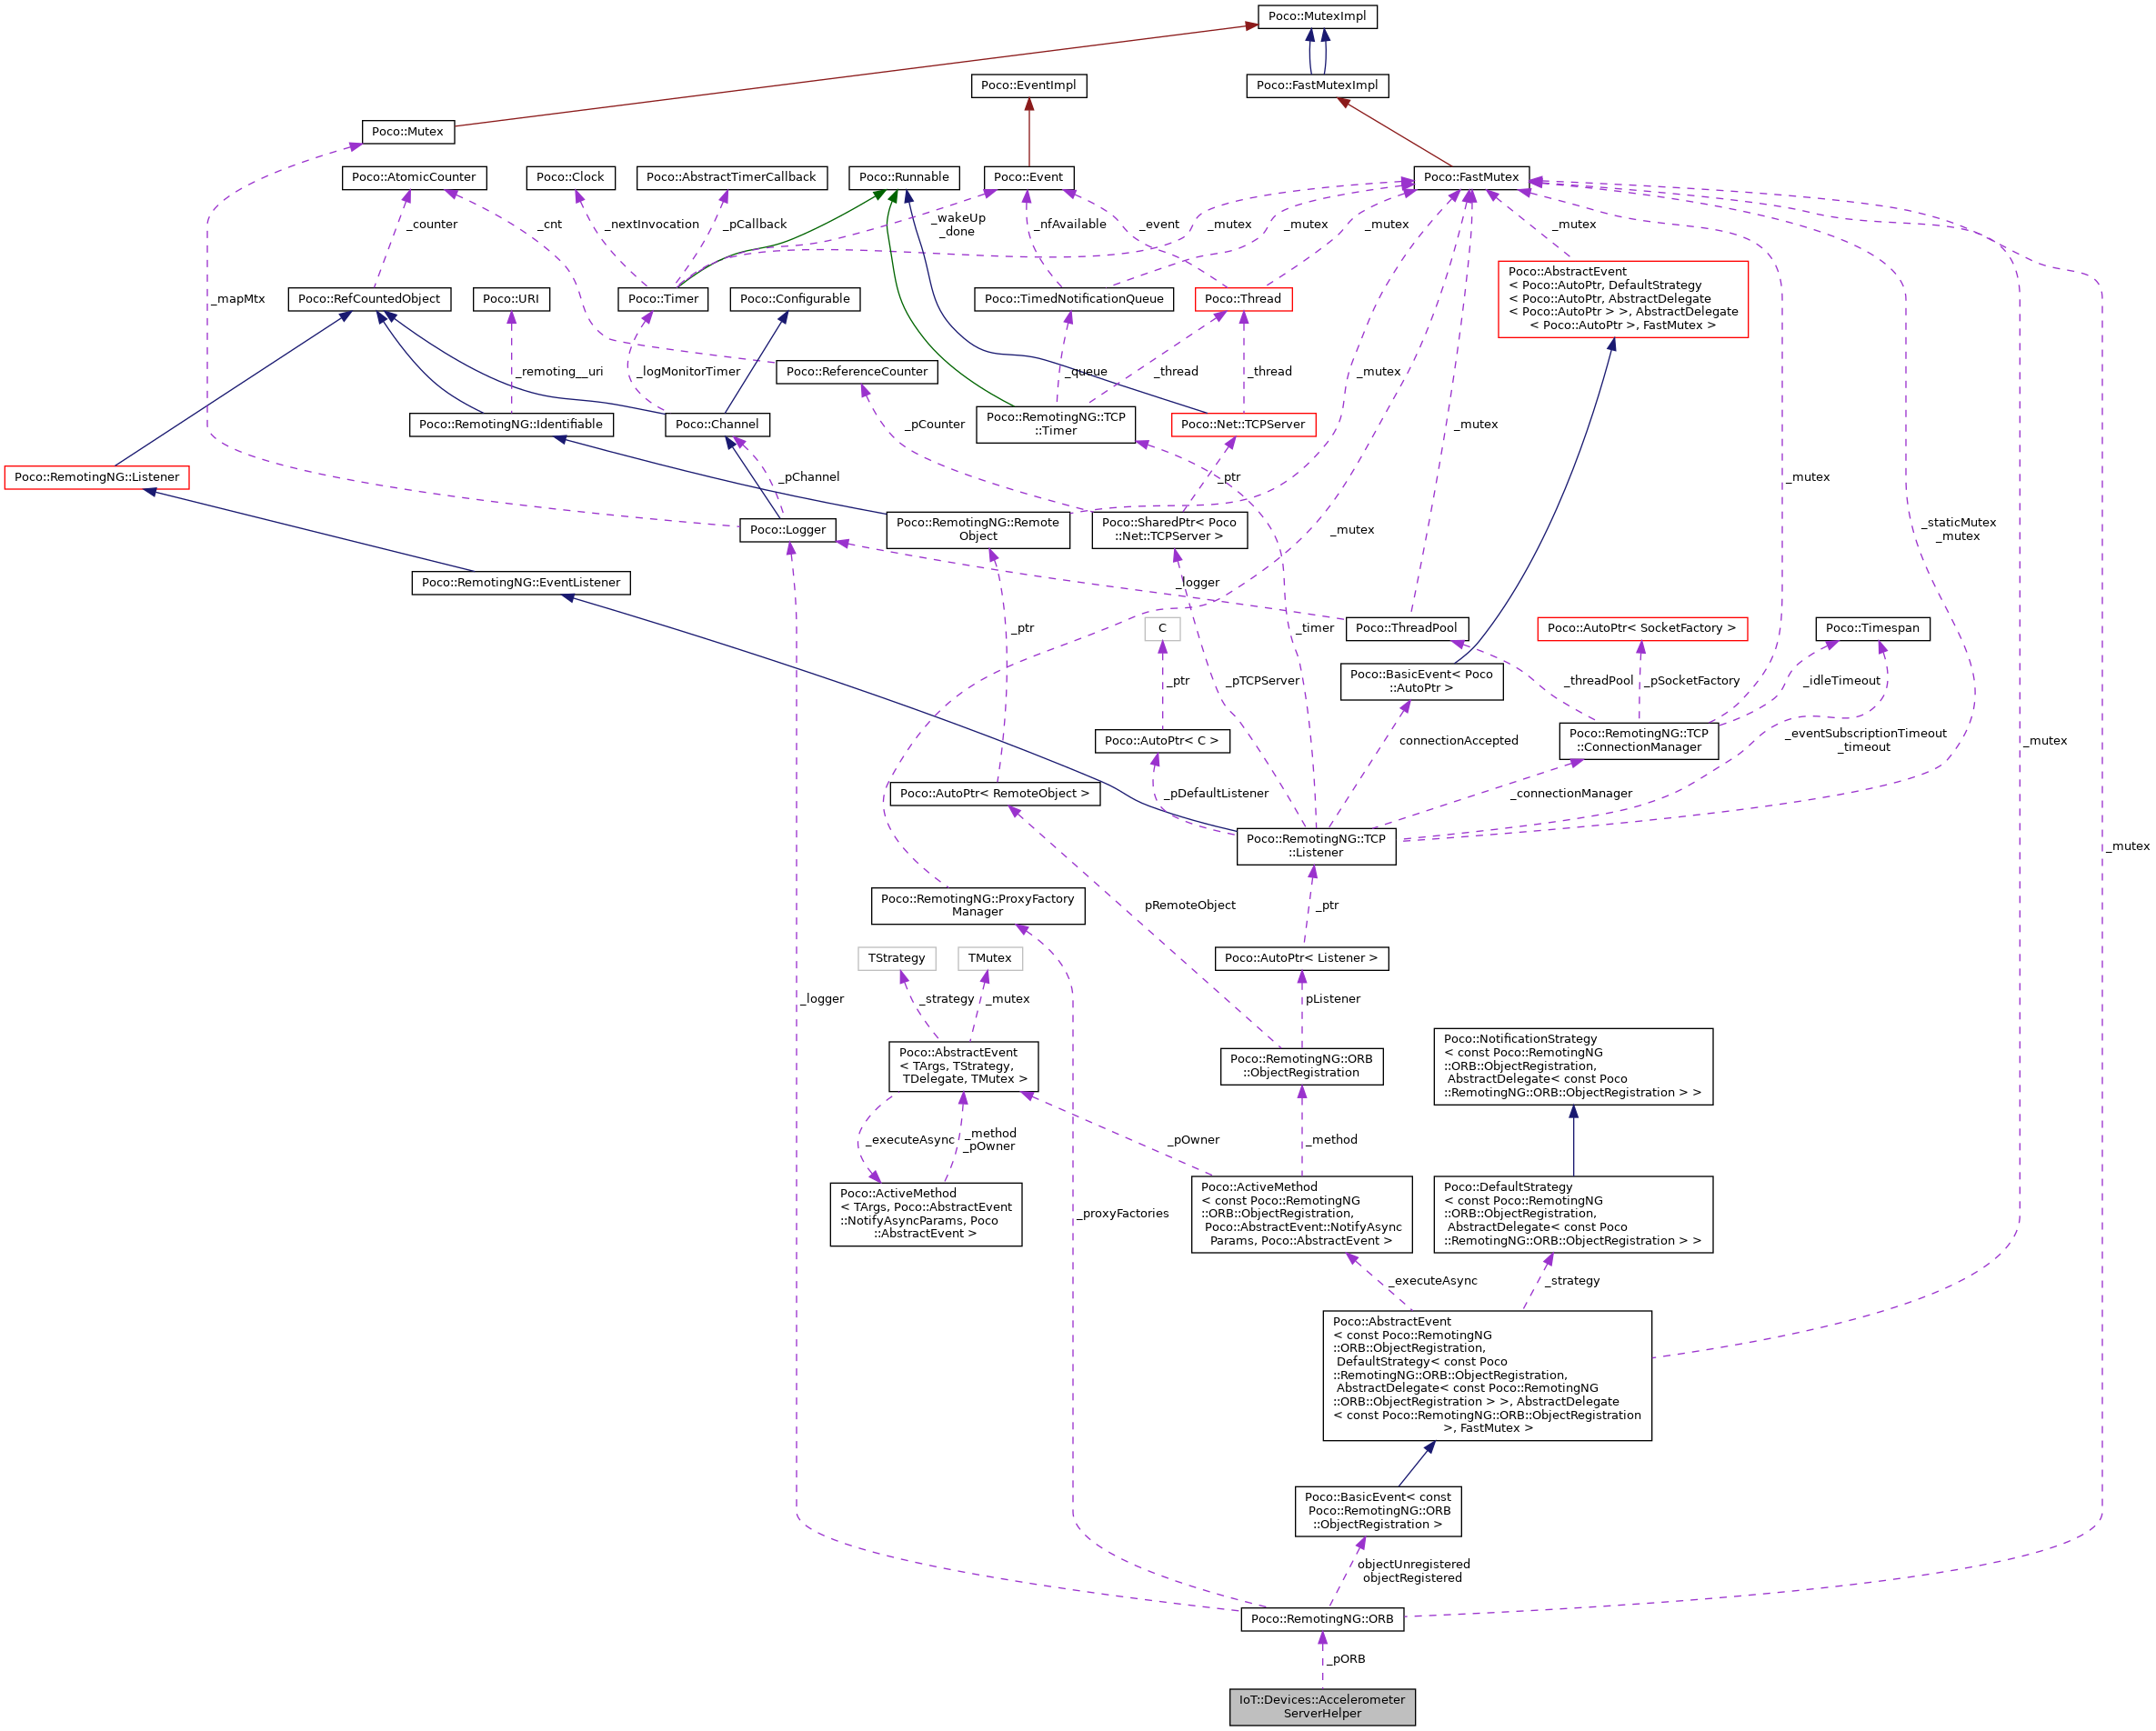 Poco::MutexImpl
Poco::EventImpl
Poco::FastMutexImpl
Poco::Mutex
Poco::AtomicCounter
Poco::Clock
Poco::AbstractTimerCallback
Poco::Runnable
Poco::Event
Poco::FastMutex
_counter
_cnt
_nextInvocation
_pCallback
_wakeUp
_done
_nfAvailable
_event
_mutex
_mutex
_mutex
_mutex
Poco::AbstractEvent
< Poco::AutoPtr, DefaultStrategy
< Poco::AutoPtr, AbstractDelegate
< Poco::AutoPtr > >, AbstractDelegate
< Poco::AutoPtr >, FastMutex >
_mapMtx
Poco::RefCountedObject
Poco::URI
Poco::Timer
Poco::Configurable
Poco::TimedNotificationQueue
Poco::Thread
_remoting__uri
_logMonitorTimer
Poco::ReferenceCounter
_queue
_thread
_thread
_mutex
Poco::RemotingNG::Identifiable
Poco::Channel
_pCounter
Poco::RemotingNG::TCP
::Timer
Poco::Net::TCPServer
_mutex
Poco::RemotingNG::Listener
_pChannel
_ptr
_mutex
Poco::Logger
Poco::RemotingNG::Remote
Object
Poco::SharedPtr< Poco
::Net::TCPServer >
_mutex
_staticMutex
_mutex
Poco::RemotingNG::EventListener
_logger
_ptr
C
_timer
Poco::ThreadPool
Poco::AutoPtr< SocketFactory >
Poco::Timespan
_ptr
_pTCPServer
Poco::BasicEvent< Poco
::AutoPtr >
_threadPool
_pSocketFactory
_idleTimeout
Poco::AutoPtr< C >
connectionAccepted
Poco::RemotingNG::TCP
::ConnectionManager
_eventSubscriptionTimeout
_timeout
_mutex
Poco::AutoPtr< RemoteObject >
_pDefaultListener
_connectionManager
Poco::RemotingNG::TCP
::Listener
_mutex
Poco::RemotingNG::ProxyFactory
Manager
pRemoteObject
_ptr
TStrategy
TMutex
Poco::AutoPtr< Listener >
_logger
_strategy
_mutex
pListener
Poco::AbstractEvent
< TArgs, TStrategy,
TDelegate, TMutex >
Poco::RemotingNG::ORB
::ObjectRegistration
Poco::NotificationStrategy
< const Poco::RemotingNG
::ORB::ObjectRegistration,
AbstractDelegate< const Poco
::RemotingNG::ORB::ObjectRegistration > >
_executeAsync
_method
_pOwner
_pOwner
_method
Poco::ActiveMethod
< TArgs, Poco::AbstractEvent
::NotifyAsyncParams, Poco
::AbstractEvent >
_proxyFactories
Poco::ActiveMethod
< const Poco::RemotingNG
::ORB::ObjectRegistration,
Poco::AbstractEvent::NotifyAsync
Params, Poco::AbstractEvent >
Poco::DefaultStrategy
< const Poco::RemotingNG
::ORB::ObjectRegistration,
AbstractDelegate< const Poco
::RemotingNG::ORB::ObjectRegistration > >
_executeAsync
_strategy
Poco::AbstractEvent
< const Poco::RemotingNG
::ORB::ObjectRegistration,
DefaultStrategy< const Poco
::RemotingNG::ORB::ObjectRegistration,
AbstractDelegate< const Poco::RemotingNG
::ORB::ObjectRegistration > >, AbstractDelegate
< const Poco::RemotingNG::ORB::ObjectRegistration
>, FastMutex >
Poco::BasicEvent< const
Poco::RemotingNG::ORB
::ObjectRegistration >
objectUnregistered
objectRegistered
Poco::RemotingNG::ORB
_pORB
IoT::Devices::Accelerometer
ServerHelper